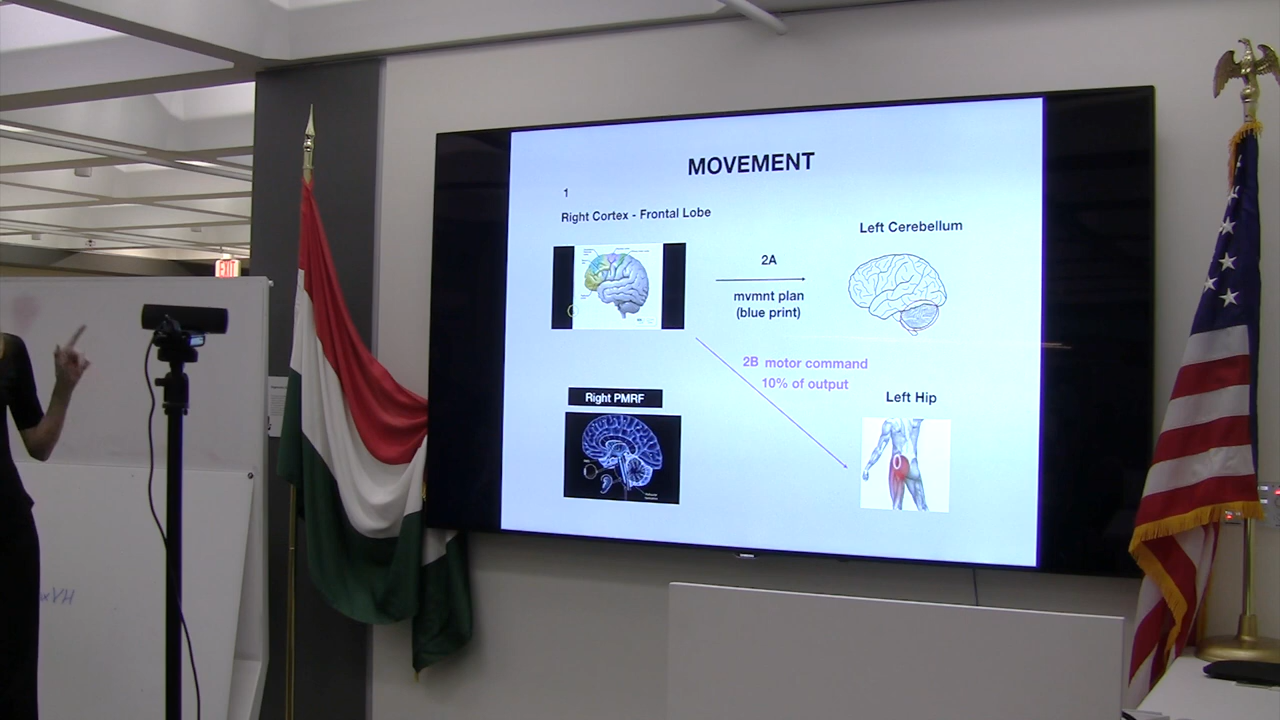 MOVEMENT
1
Right Cortex - Frontal Lobe
Left Cerebellum
2A
mvmnt plan
(blue print)
2B motor command
10% of output
Right PMRF
Left Hip
EXIT